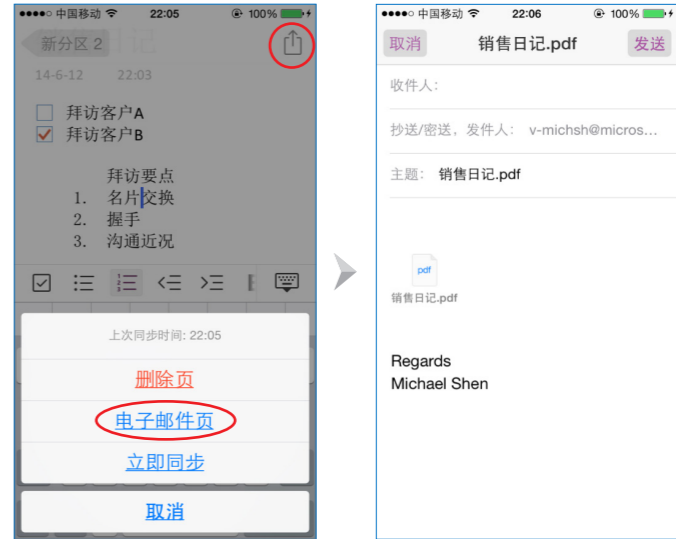 中国移动 22:05 100%
新分区 2
14-6-12 22:03
拜访客户A
拜访客户B
拜访要点
1. 名片交换
2. 握手
3. 沟通近况
上次同步时间: 22:05
删除页
电子邮件页
立即同步
取消
中国移动 22:06 100%
取消 销售日记.pdf 发送
收件人:
抄送/密送，发件人: v-michsh@micros...
主题: 销售日记.pdf
pdf
销售日记.pdf
Regards
Michael Shen